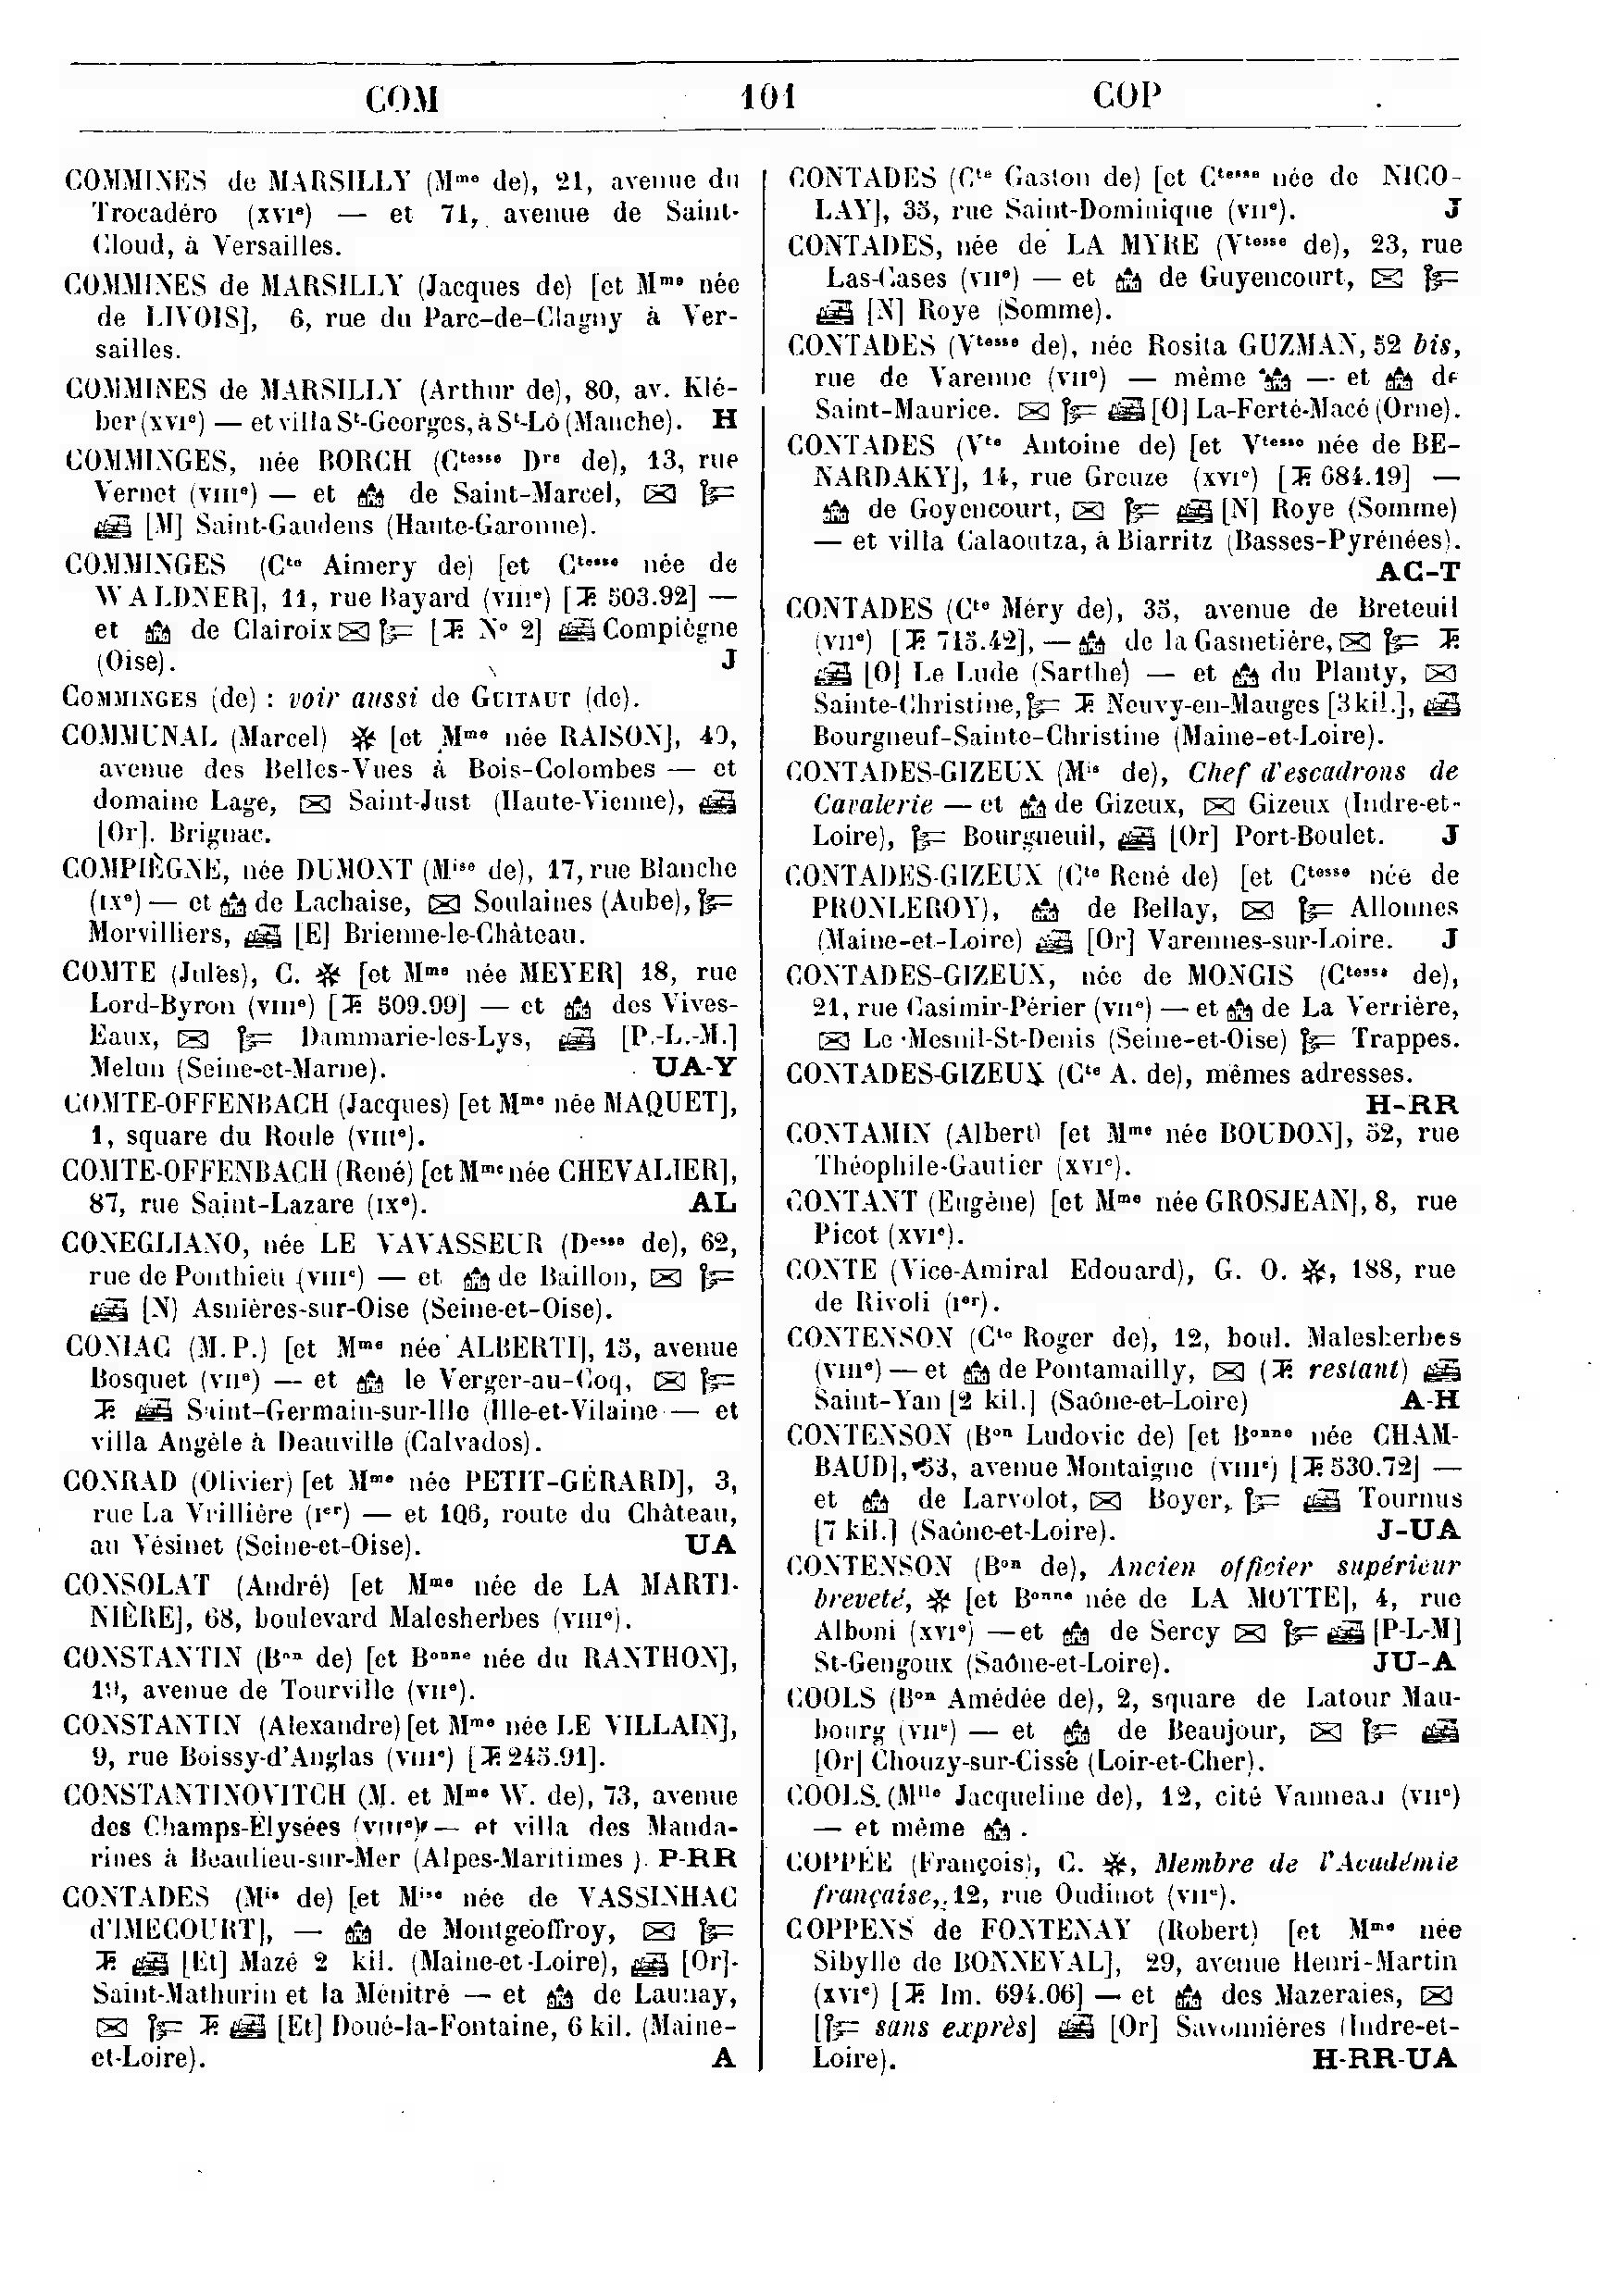 COM 101 COP
COMMINES de MARSILLY (Mme de), 21, avenue du
Trocadéro (XVIe) — et 71, avenue de Saint-
Cloud, à Versailles.
COMMINES de MARSILLY (Jacques de) [et Mme née
de LIVOIS], 6, rue du Parc-de-Clagny à Ver-
sailles.
COMMINES de MARSILLY (Arthur de), 80, av. Klé-
ber (XVIe) — et villa St-Georges, à St-Lô (Manche). H
COMMINGES, née BORCH (Ctesse Dre de), 13, rue
Vernet (VIIIe) — et de Saint-Marcel,
[M] Saint-Gaudens (Haute-Garonne).
COMMINGES (Cte Aimery de) [et Ctesse née de
WALDNER], 11, rue Bayard (VIIIe) [T. 503.92] —
et de Clairoix [T. No 2] Compiègne
(Oise). J
COMMINGES (de) : voir aussi de GUITAUT (de).
COMMUNAL (Marcel) ✻ [et Mme née RAISON], 49,
avenue des Belles-Vues à Bois-Colombes — et
domaine Lage, ✉ Saint-Just (Haute-Vienne),
[Or]. Brignac.
COMPIÈGNE, née DUMONT (Mise de), 17, rue Blanche
(IXe) — et de Lachaise, ✉ Soulaines (Aube),
Morvilliers, [E] Brienne-le-Château.
COMTE (Jules), C. ✻ [et Mme née MEYER] 18, rue
Lord-Byron (VIIIe) [T. 509.99] — et des Vives-
Eaux, ✉ Dammarie-les-Lys, [P.-L.-M.]
Melun (Seine-et-Marne). UA-Y
COMTE-OFFENBACH (Jacques) [et Mme née MAQUET],
1, square du Roule (VIIIe).
COMTE-OFFENBACH (René) [et Mme née CHEVALIER],
87, rue Saint-Lazare (IXe). AL
CONEGLIANO, née LE VAVASSEUR (Desse de), 62,
rue de Ponthieu (VIIIe) — et de Baillon, ✉
[N) Asnières-sur-Oise (Seine-et-Oise).
CONIAC (M. P.) [et Mme née ALBERTI], 15, avenue
Bosquet (VIIe) — et le Verger-au-Coq, ✉
T. Saint-Germain-sur-Ille (Ille-et-Vilaine — et
villa Angèle à Deauville (Calvados).
CONRAD (Olivier) [et Mme née PETIT-GÉRARD], 3,
rue La Vrillière (Ier) — et 106, route du Château,
au Vésinet (Seine-et-Oise). UA
CONSOLAT (André) [et Mme née de LA MARTI-
NIÈRE], 68, boulevard Malesherbes (VIIIe).
CONSTANTIN (Bon de) [et Bonne née du RANTHON],
19, avenue de Tourville (VIIe).
CONSTANTIN (Alexandre) [et Mme née LE VILLAIN],
9, rue Boissy-d'Anglas (VIIIe) [T. 245.91].
CONSTANTINOVITCH (M. et Mme W. de), 73, avenue
des Champs-Élysées (VIIIe) — et villa des Manda-
rines à Beaulieu-sur-Mer (Alpes-Maritimes). P-RR
CONTADES (Mis de) [et Mise née de VASSINHAC
d'IMECOURT], — de Montgeoffroy, ✉
T. [Et] Mazé 2 kil. (Maine-et-Loire), [Or]-
Saint-Mathurin et la Ménitré — et de Launay,
✉ T. [Et] Doué-la-Fontaine, 6 kil. (Maine-
et-Loire). A
CONTADES (Cte Gaston de) [et Ctesse née de NICO-
LAY], 35, rue Saint-Dominique (VIIe). J
CONTADES, née de LA MYRE (Vtesse de), 23, rue
Las-Cases (VIIe) — et de Guyencourt, ✉
[N] Roye (Somme).
CONTADES (Vtesse de), née Rosita GUZMAN, 52 bis,
rue de Varenne (VIIe) — même — et de
Saint-Maurice. ✉ [O] La-Ferté-Macé (Orne).
CONTADES (Vte Antoine de) [et Vtesse née de BE-
NARDAKY], 14, rue Greuze (XVIe) [T. 684.19] —
de Goyencourt, ✉ [N] Roye (Somme)
— et villa Calaoutza, à Biarritz (Basses-Pyrénées).
AC-T
CONTADES (Cte Méry de), 35, avenue de Breteuil
(VIIe) [T. 715.42], — de la Gasnetière, ✉ T.
[O] Le Lude (Sarthe) — et du Planty, ✉
Sainte-Christine, T. Neuvy-en-Mauges [3 kil.],
Bourgneuf-Sainte-Christine (Maine-et-Loire).
CONTADES-GIZEUX (Mis de), Chef d'escadrons de
Cavalerie — et de Gizeux, ✉ Gizeux (Indre-et-
Loire), Bourgueuil, [Or] Port-Boulet. J
CONTADES-GIZEUX (Cte René de) [et Ctesse née de
PRONLEROY), de Bellay, ✉ Allonnes
(Maine-et-Loire) [Or] Varennes-sur-Loire. J
CONTADES-GIZEUX, née de MONGIS (Ctesse de),
21, rue Casimir-Périer (VIIe) — et de La Verrière,
✉ Le Mesnil-St-Denis (Seine-et-Oise) Trappes.
CONTADES-GIZEUX (Cte A. de), mêmes adresses.
H-RR
CONTAMIN (Albert) [et Mme née BOUDON], 52, rue
Théophile-Gautier (XVIe).
CONTANT (Eugène) [et Mme née GROSJEAN], 8, rue
Picot (XVIe).
CONTE (Vice-Amiral Edouard), G. O. ✻, 188, rue
de Rivoli (Ier).
CONTENSON (Cte Roger de), 12, boul. Malesherbes
(VIIIe) — et de Pontamailly, ✉ (T. restant)
Saint-Yan [2 kil.] (Saône-et-Loire) A-H
CONTENSON (Bon Ludovic de) [et Bonne née CHAM-
BAUD], 53, avenue Montaigne (VIIIe) [T. 530.72] —
et de Larvolot, ✉ Boyer, Tournus
[7 kil.] (Saône-et-Loire). J-UA
CONTENSON (Bon de), Ancien officier supérieur
breveté, ✻ [et Bonne née de LA MOTTE], 4, rue
Alboni (XVIe) — et de Sercy ✉ [P-L-M]
St-Gengoux (Saône-et-Loire). JU-A
COOLS (Bon Amédée de), 2, square de Latour Mau-
bourg (VIIe) — et de Beaujour, ✉
[Or] Chouzy-sur-Cisse (Loir-et-Cher).
COOLS. (Mlle Jacqueline de), 12, cité Vanneau (VIIe)
— et même .
COPPÉE (François), C. ✻, Membre de l'Académie
française, 12, rue Oudinot (VIIe).
COPPENS de FONTENAY (Robert) [et Mme née
Sibylle de BONNEVAL], 29, avenue Henri-Martin
(XVIe) [T. Im. 694.06] — et des Mazeraies, ✉
[sans exprès] [Or] Savonnières (Indre-et-
Loire). H-RR-UA